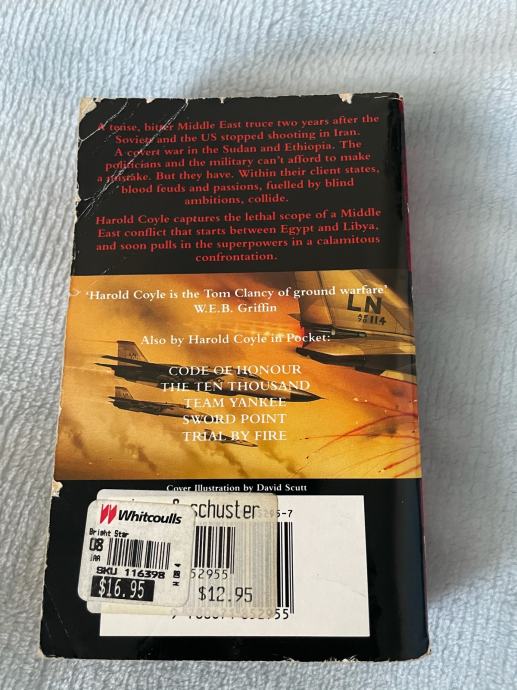 A tense, bitter Middle East truce two years after the
Soviets and the US stopped shooting in Iran.
A covert war in the Sudan and Ethiopia. The
politicians and the military can't afford to make
a mistake. But they have. Within their client states,
blood feuds and passions, fuelled by blind
ambitions, collide.
Harold Coyle captures the lethal scope of a Middle
East conflict that starts between Egypt and Libya,
and soon pulls in the superpowers in a calamitous
confrontation.
'Harold Coyle is the Tom Clancy of ground warfare'
W.E.B. Griffin
LN
114
Also by Harold Coyle in Pocket:
CODE OF HONOUR
THE TEN THOUSAND
TEAM YANKEE
SWORD POINT
TRIAL BY FIRE
Cover Illustration by David Scutt
schuster
5-7
Whitcoulls
Bright Star
08
SKU 116398
$16.95
52955
$12.95